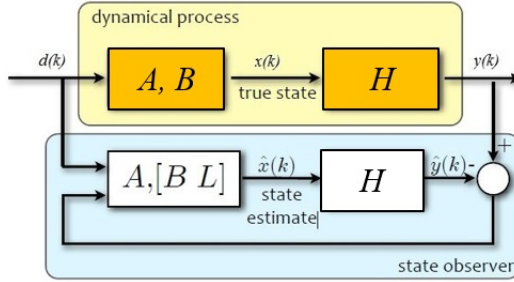 dynamical process
d(k)
A, B
x(k)
true state
H
y(k)
+
A,[B L]
x̂(k)
state
estimate
H
ŷ(k)
-
state observer